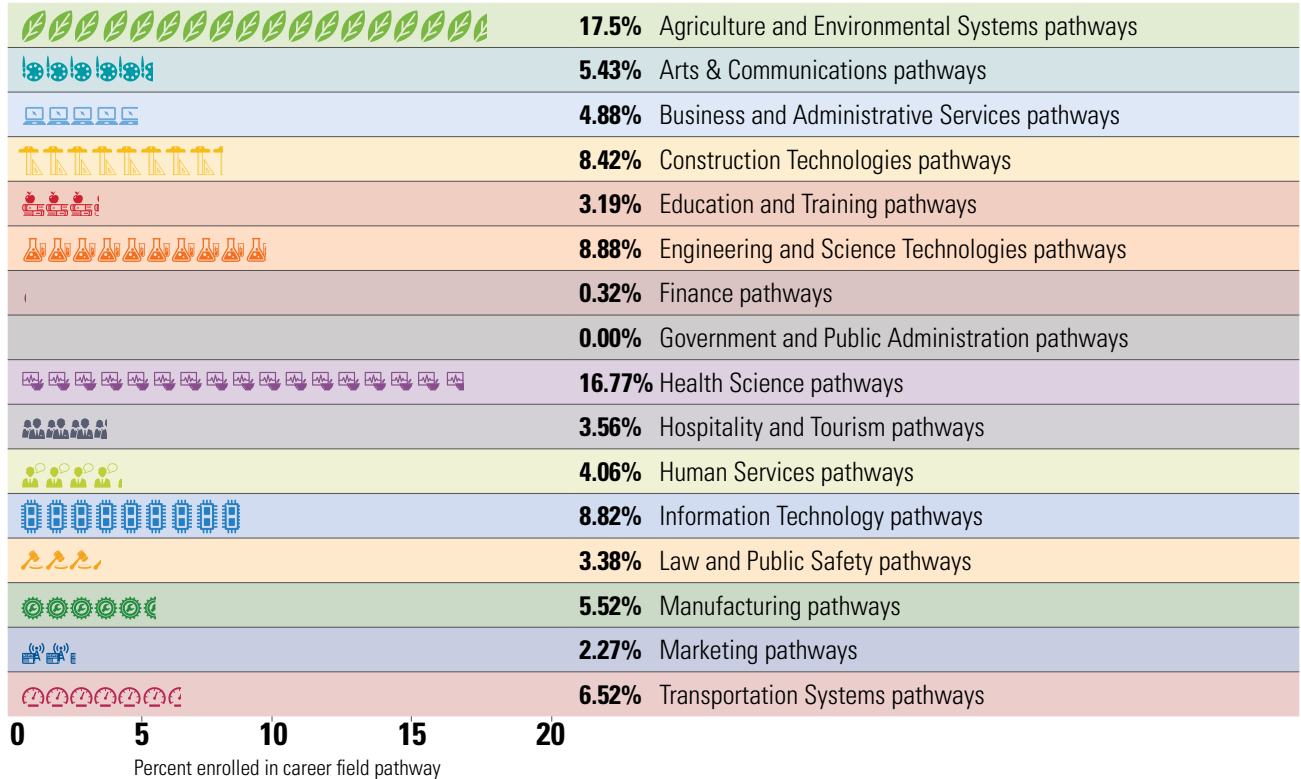 17.5% Agriculture and Environmental Systems pathways
5.43% Arts & Communications pathways
4.88% Business and Administrative Services pathways
8.42% Construction Technologies pathways
3.19% Education and Training pathways
8.88% Engineering and Science Technologies pathways
0.32% Finance pathways
0.00% Government and Public Administration pathways
16.77% Health Science pathways
3.56% Hospitality and Tourism pathways
4.06% Human Services pathways
8.82% Information Technology pathways
3.38% Law and Public Safety pathways
5.52% Manufacturing pathways
2.27% Marketing pathways
6.52% Transportation Systems pathways
0 5 10 15 20
Percent enrolled in career field pathway